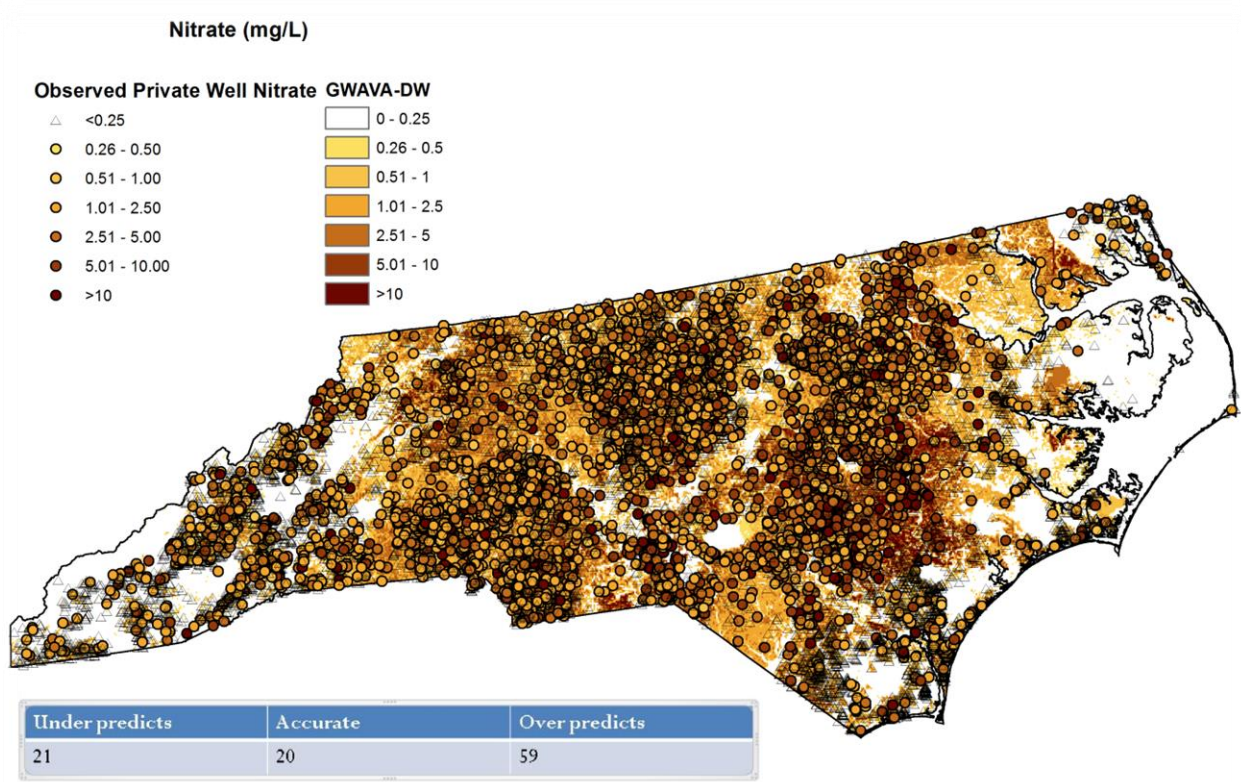 Nitrate (mg/L)
Observed Private Well Nitrate GWAVA-DW
<0.25 0 - 0.25
0.26 - 0.50 0.26 - 0.5
0.51 - 1.00 0.51 - 1
1.01 - 2.50 1.01 - 2.5
2.51 - 5.00 2.51 - 5
5.01 - 10.00 5.01 - 10
>10 >10
Under predicts Accurate Over predicts
21 20 59